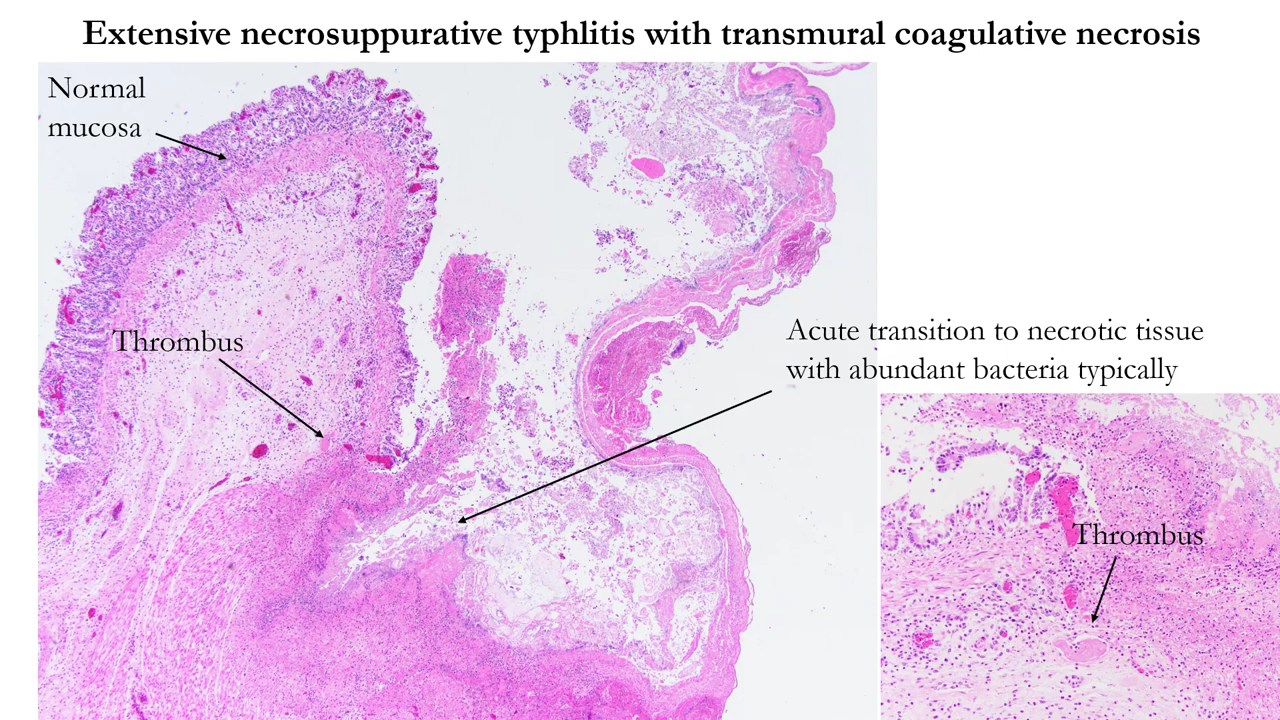 Extensive necrosuppurative typhlitis with transmural coagulative necrosis
Normal
mucosa
Thrombus
Acute transition to necrotic tissue
with abundant bacteria typically
Thrombus